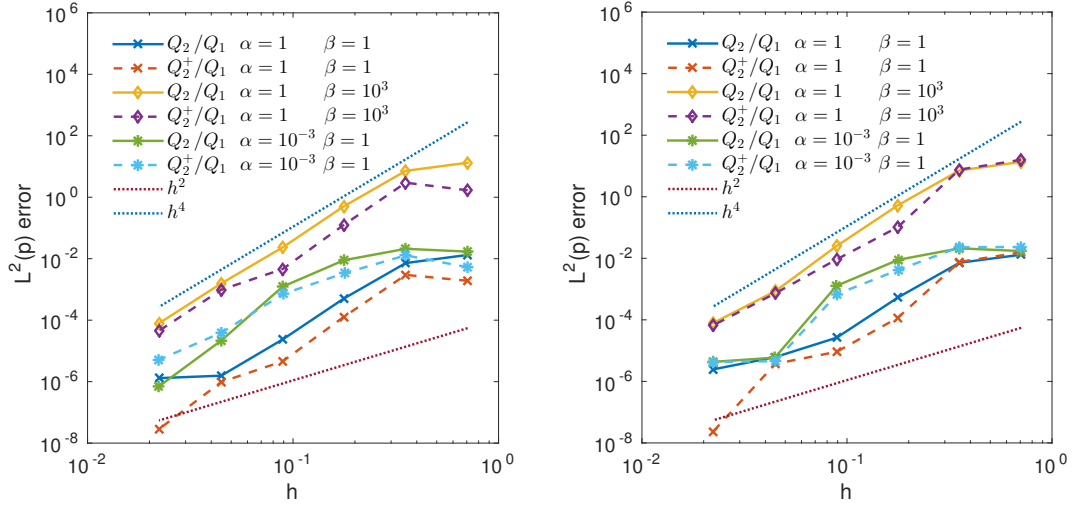 10^6
10^4
10^2
10^0
10^-2
10^-4
10^-6
10^-8
L^2(p) error
Q_2/Q_1 α = 1 β = 1
Q_2^+/Q_1 α = 1 β = 1
Q_2/Q_1 α = 1 β = 10^3
Q_2^+/Q_1 α = 1 β = 10^3
Q_2/Q_1 α = 10^-3 β = 1
Q_2^+/Q_1 α = 10^-3 β = 1
h^2
h^4
10^-2 10^-1 10^0
h
10^6
10^4
10^2
10^0
10^-2
10^-4
10^-6
10^-8
L^2(p) error
Q_2/Q_1 α = 1 β = 1
Q_2^+/Q_1 α = 1 β = 1
Q_2/Q_1 α = 1 β = 10^3
Q_2^+/Q_1 α = 1 β = 10^3
Q_2/Q_1 α = 10^-3 β = 1
Q_2^+/Q_1 α = 10^-3 β = 1
h^2
h^4
10^-2 10^-1 10^0
h